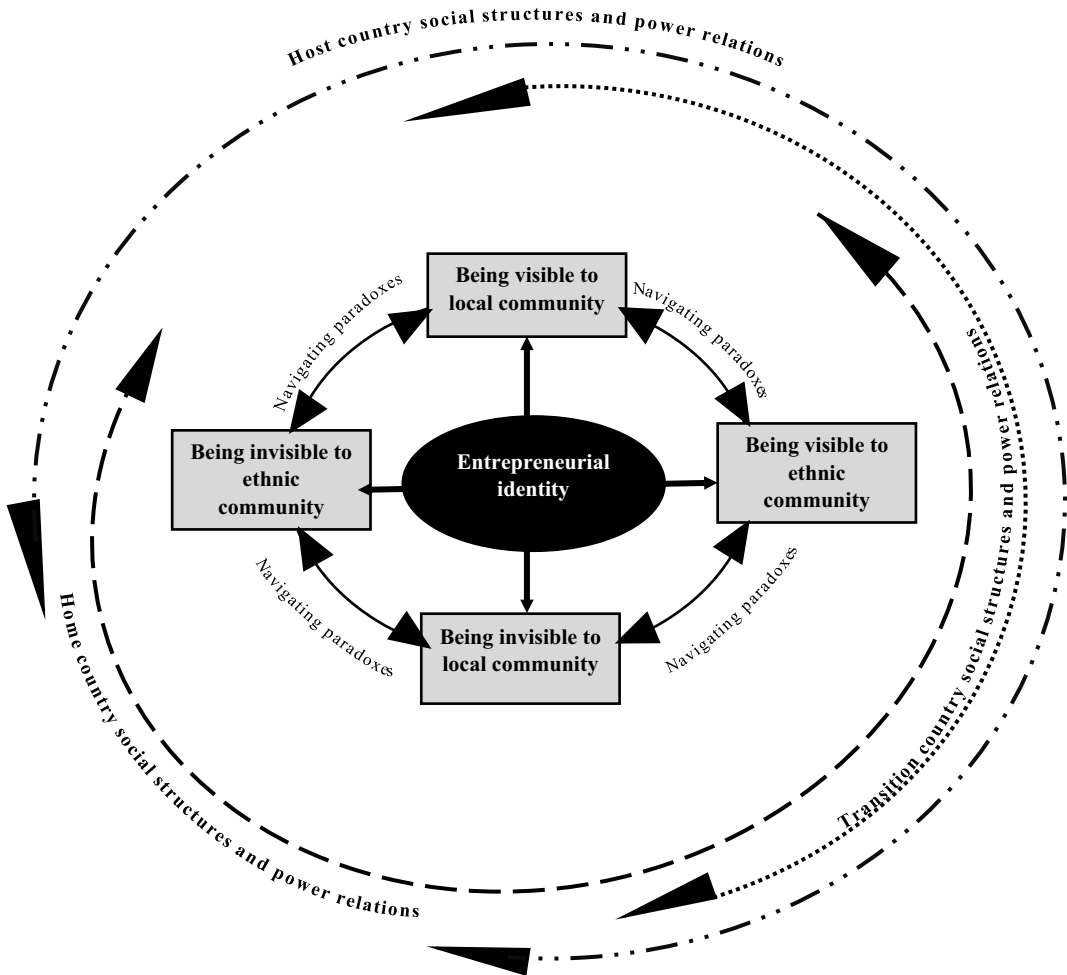 Host country social structures and power relations
Being visible to
local community
Navigating paradoxes
Navigating paradoxes
Being invisible to
ethnic
community
Entrepreneurial
identity
Being visible to
ethnic
community
Transition country social structures and power relations
Navigating paradoxes
Navigating paradoxes
Being invisible to
local community
Home country social structures and power relations